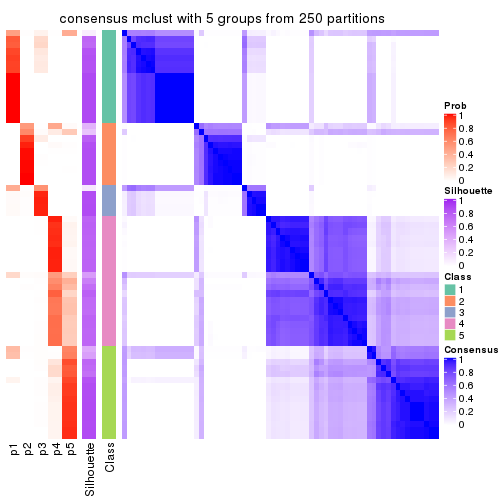 consensus mclust with 5 groups from 250 partitions
Prob
1
0.8
0.6
0.4
0.2
0
Silhouette
1
0.8
0.6
0.4
0.2
0
Class
1
2
3
4
5
Consensus
1
0.8
0.6
0.4
0.2
0
p1
p2
p3
p4
p5
Silhouette
Class